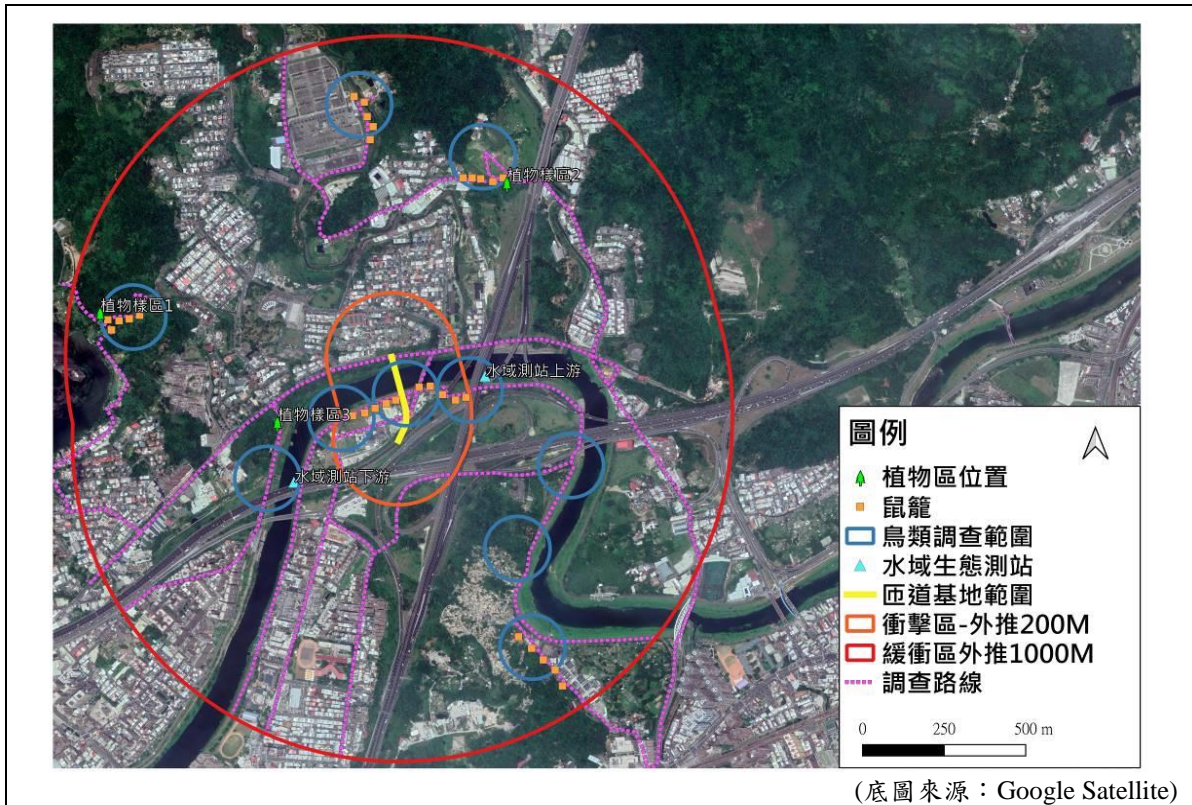 植物樣區2
植物樣區1
水域測站上游
植物樣區3
水域測站下游
圖例
植物區位置
鼠籠
鳥類調查範圍
水域生態測站
匝道基地範圍
衝擊區-外推200M
緩衝區外推1000M
調查路線
0 250 500 m
(底圖來源：Google Satellite)